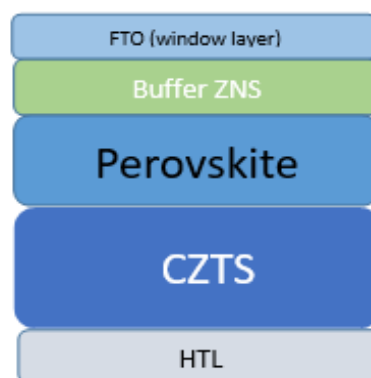 FTO (window layer)
Buffer ZNS
Perovskite
CZTS
HTL